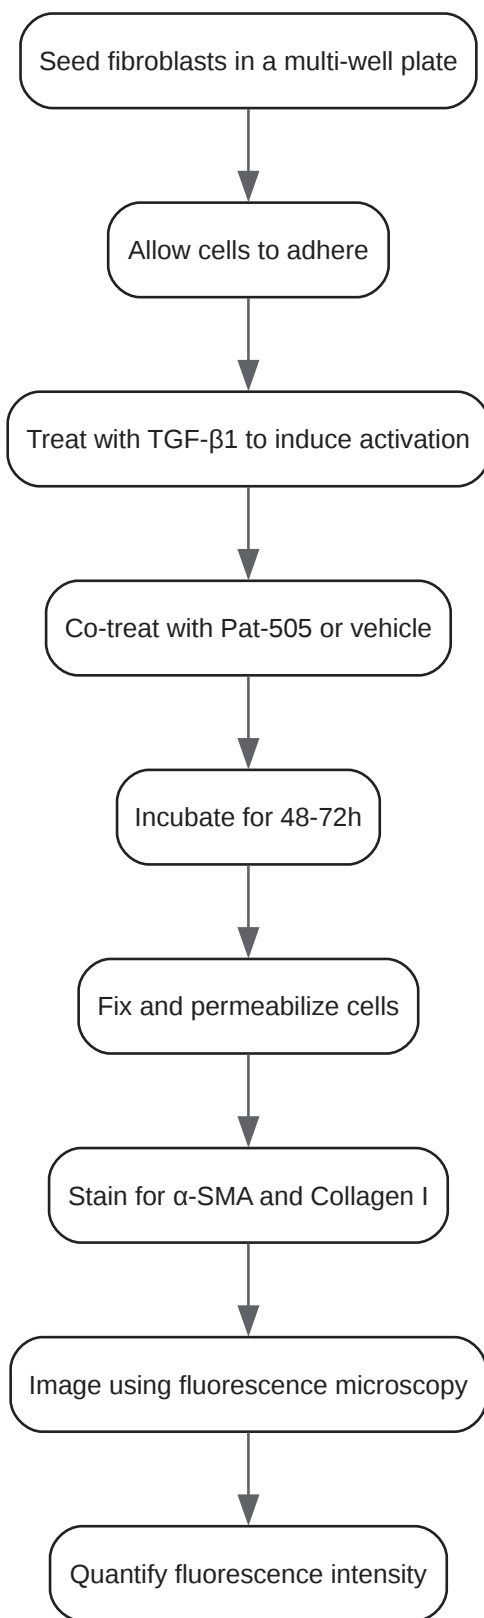 Seed fibroblasts in a multi-well plate
Allow cells to adhere
Treat with TGF-β1 to induce activation
Co-treat with Pat-505 or vehicle
Incubate for 48-72h
Fix and permeabilize cells
Stain for α-SMA and Collagen I
Image using fluorescence microscopy
Quantify fluorescence intensity